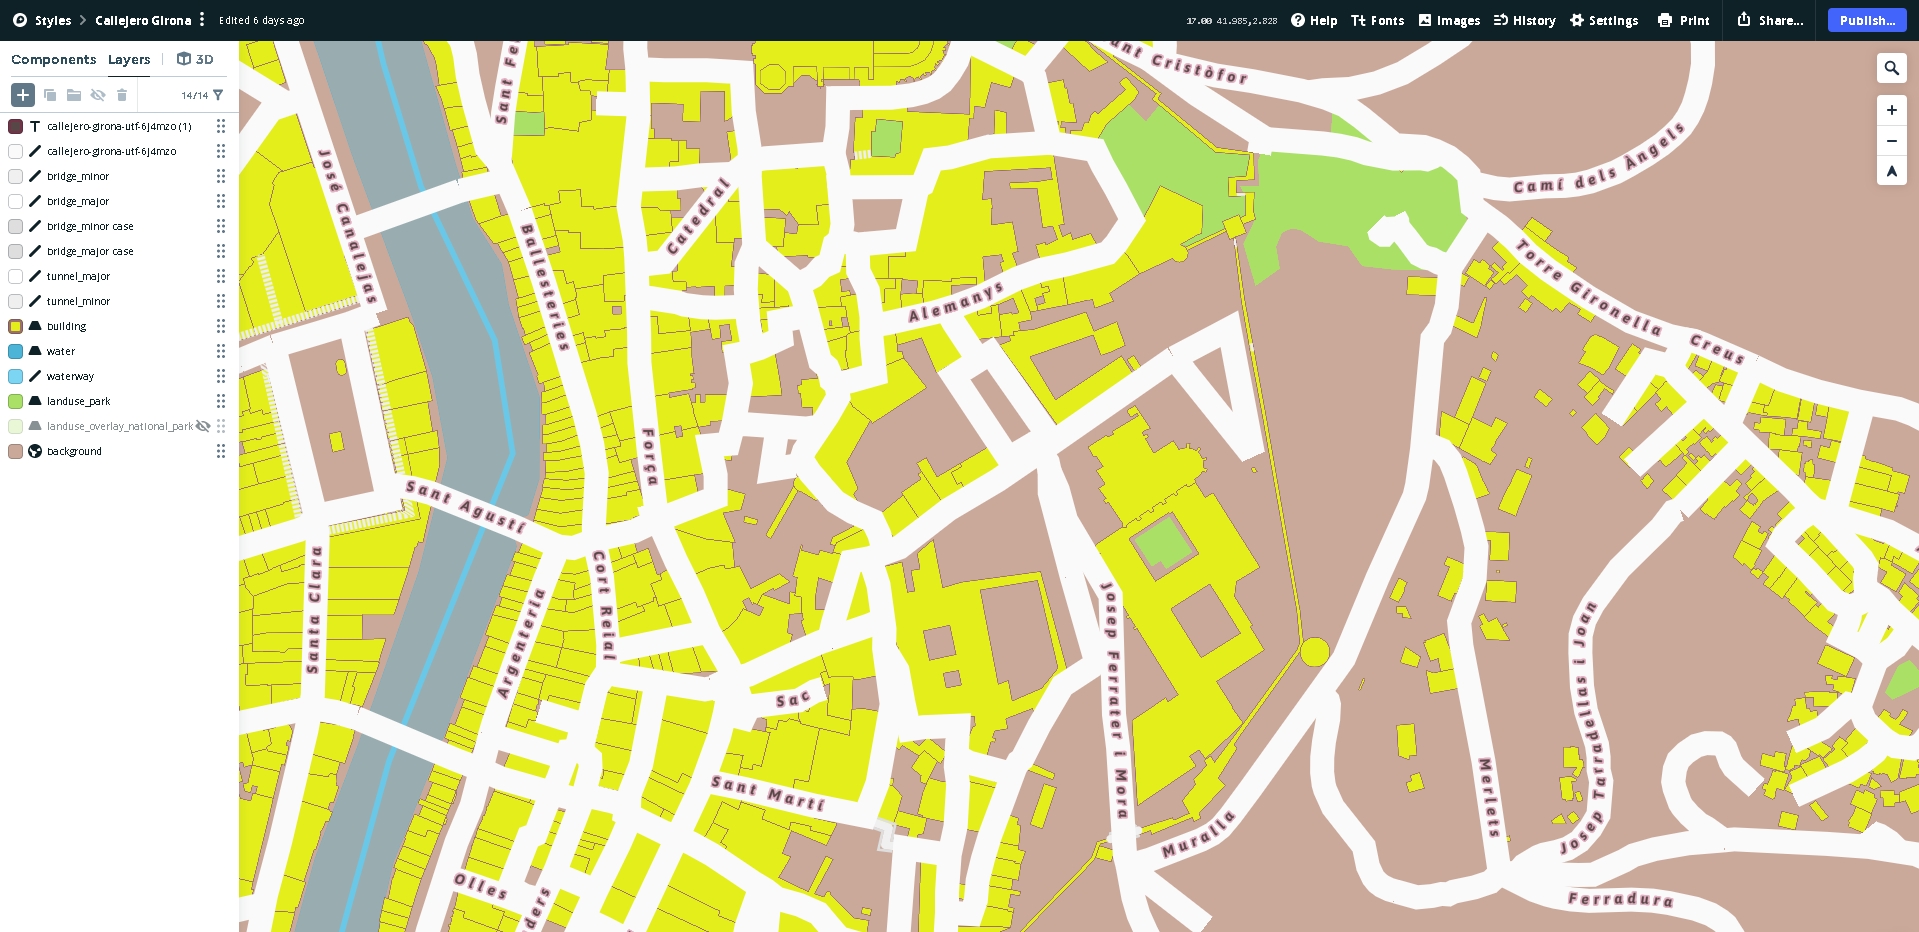 Styles
Callejero Girona
Edited 6 days ago
17.00 41.985,2.828
Help
Fonts
Images
History
Settings
Print
Share...
Publish...
Components
Layers
3D
14/14
callejero-girona-utf-6j4mzo (1)
callejero-girona-utf-6j4mzo
bridge_minor
bridge_major
bridge_minor case
bridge_major case
tunnel_major
tunnel_minor
building
water
waterway
landuse_park
landuse_overlay_national_park
background
Sant Fe
unt Cristòfor
José Canalejas
Camí dels Àngels
Catedral
Ballesteries
Alemanys
Torre Gironella
Creus
Força
Sant Agustí
Santa Clara
Cort Reial
Argenteria
Josep Ferrater i Mora
Josep Tarradellas i Joan
Sac
Sant Martí
Merlets
Muralla
Olles
ders
Ferradura